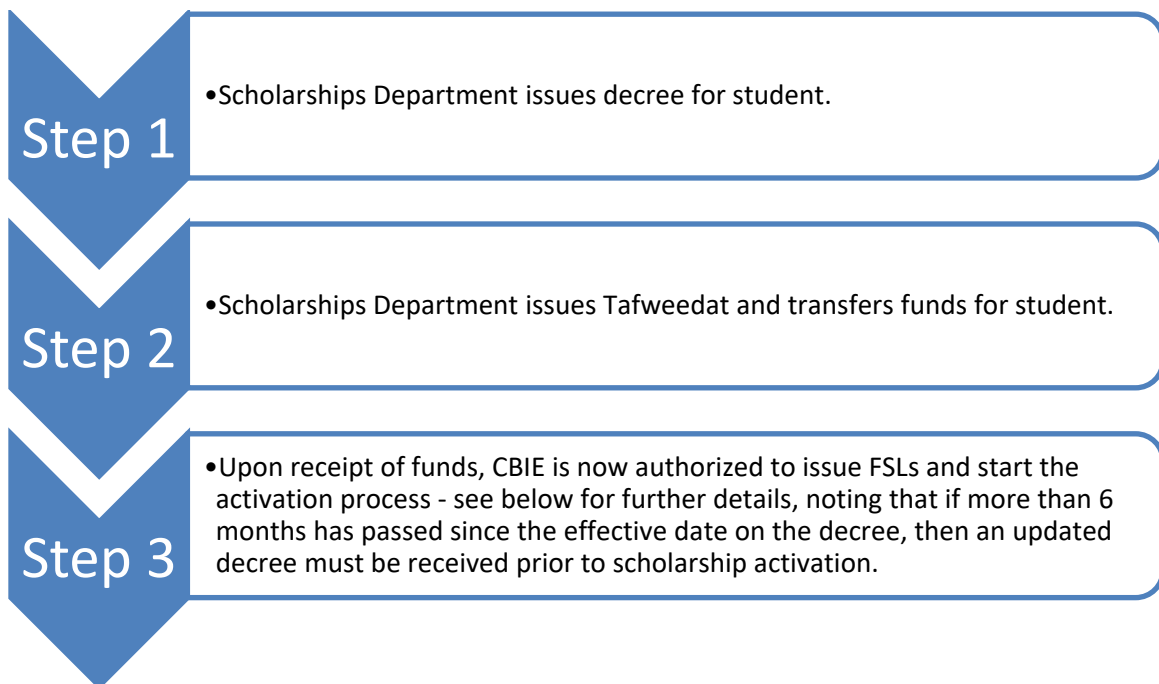 Step 1
•Scholarships Department issues decree for student.
Step 2
•Scholarships Department issues Tafweedat and transfers funds for student.
Step 3
•Upon receipt of funds, CBIE is now authorized to issue FSLs and start the
activation process - see below for further details, noting that if more than 6
months has passed since the effective date on the decree, then an updated
decree must be received prior to scholarship activation.